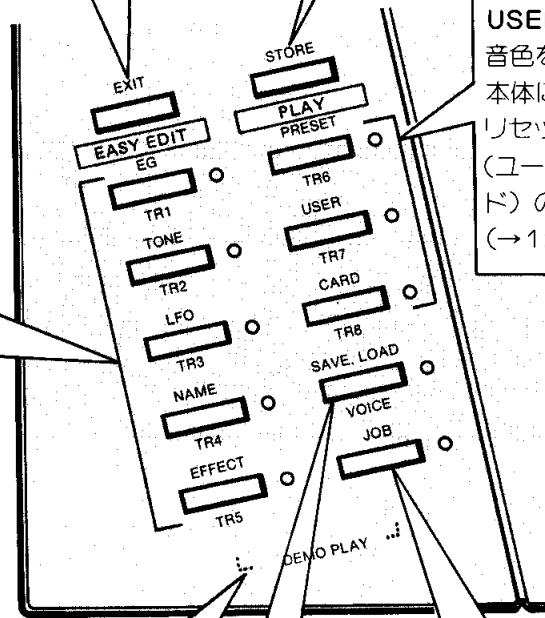 EXIT
EASY EDIT
EG
TR1
TONE
TR2
LFO
TR3
NAME
TR4
EFFECT
TR5
STORE
PLAY
PRESET
TR6
USER
TR7
CARD
TR8
SAVE. LOAD
VOICE
JOB
DEMO PLAY
USE
音色を
本体に
リセッ
(ユー
ド）の
(→1